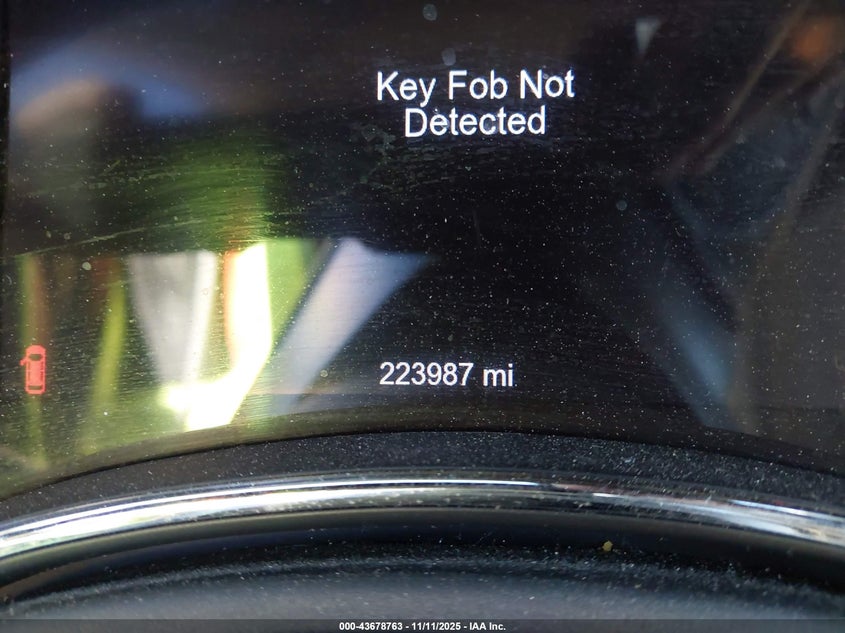 Key Fob Not
Detected
223987 mi
000-43678763 - 11/11/2025 - IAA Inc.